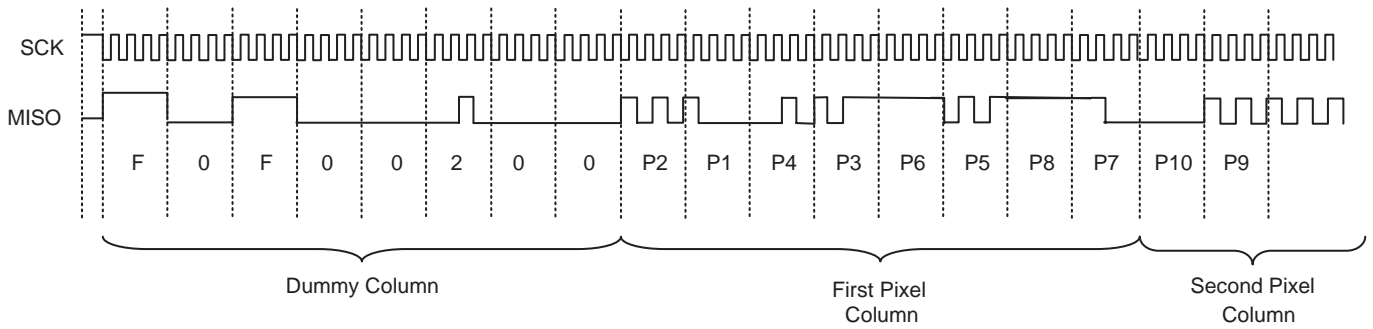 SCK
MISO
F 0 F 0 0 2 0 0 P2 P1 P4 P3 P6 P5 P8 P7 P10 P9
Dummy Column
First Pixel
Column
Second Pixel
Column